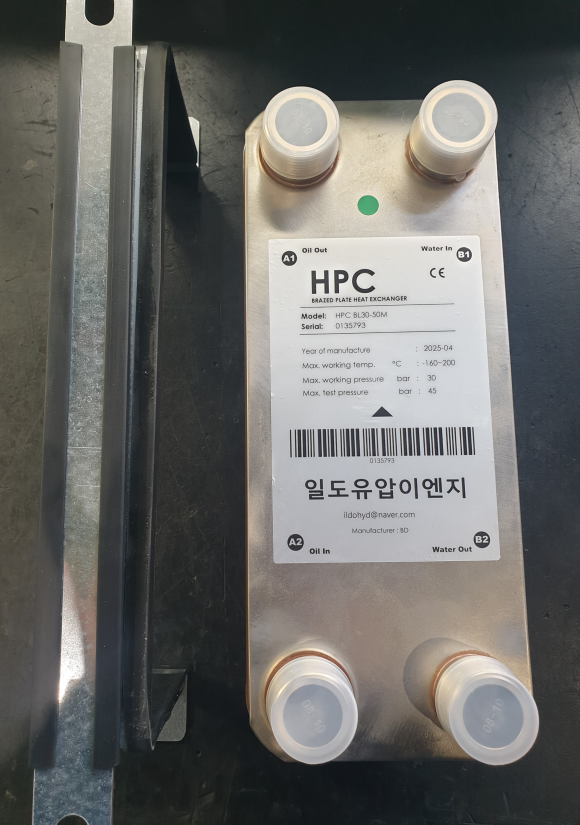 A1 Oil Out Water In B1
HPC CE
BRAZED PLATE HEAT EXCHANGER
Model: HPC BL30-50M
Serial: 0135793
Year of manufacture : 2025-04
Max. working temp. °C : -160~200
Max. working pressure bar : 30
Max. test pressure bar : 45
0135793
일도유압이엔지
ildohyd@naver.com
Manufacturer : BD
A2 Oil In Water Out B2